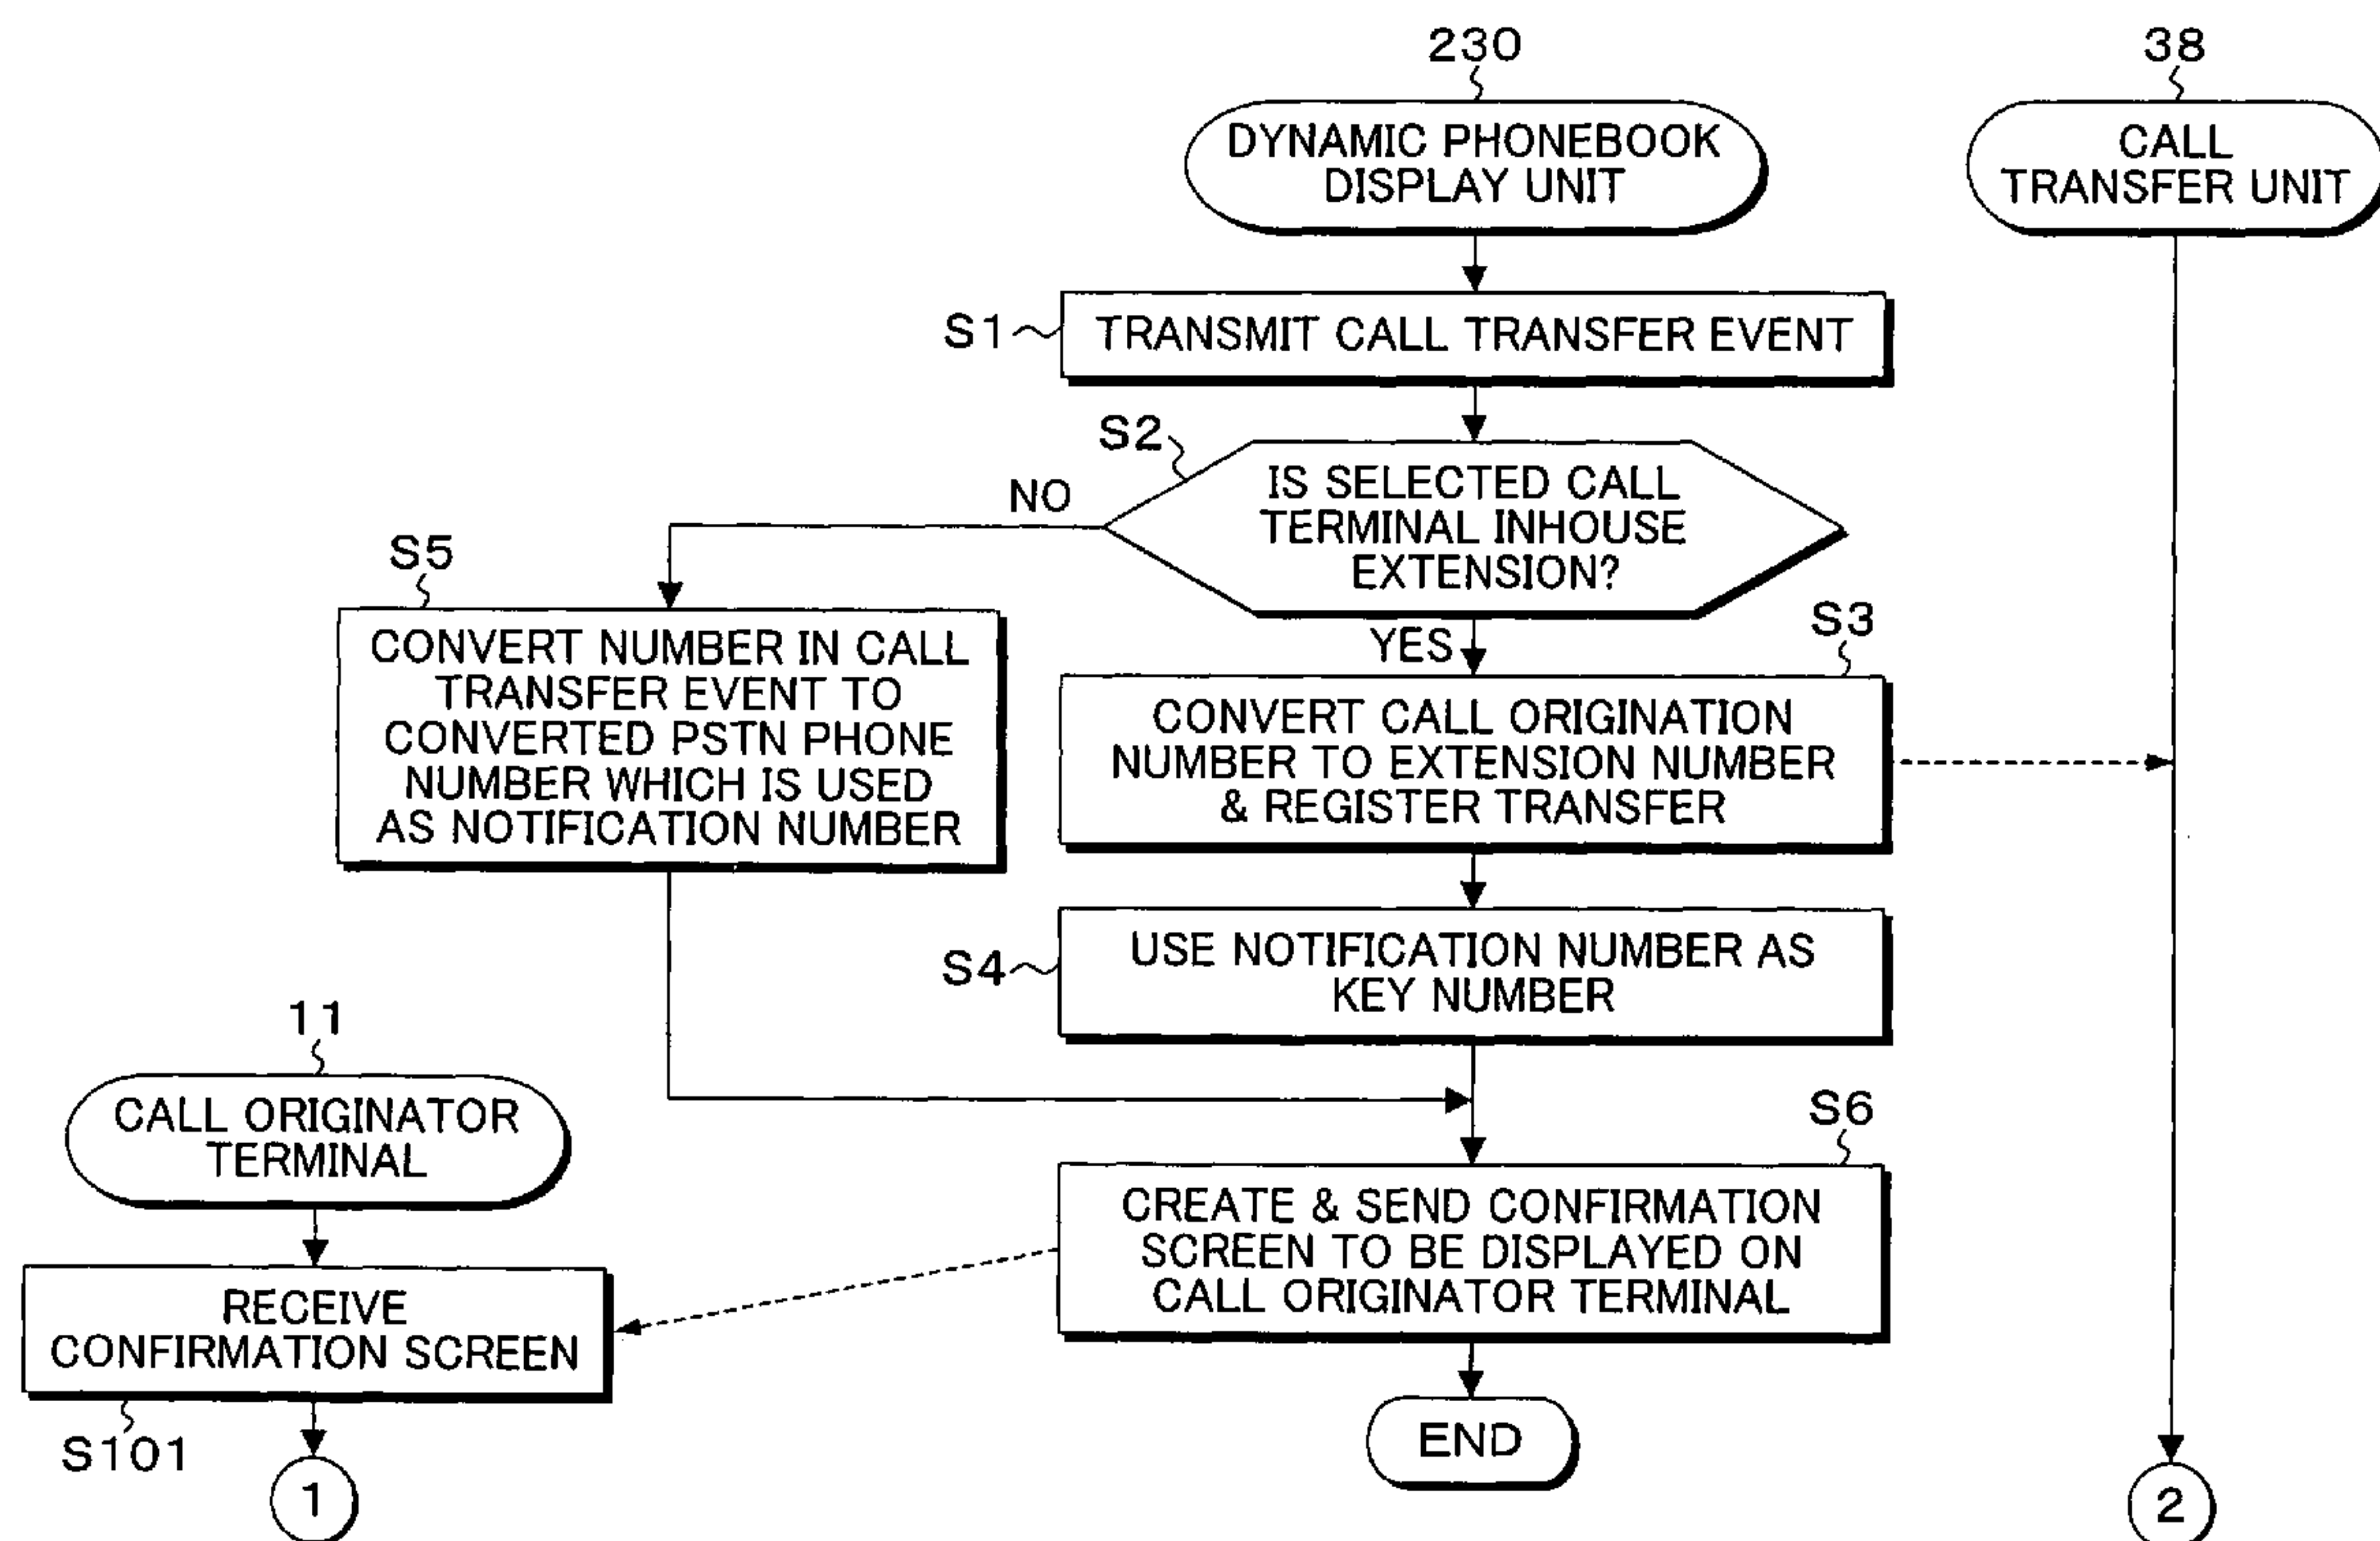 230
DYNAMIC PHONEBOOK
DISPLAY UNIT
38
CALL
TRANSFER UNIT
S1
TRANSMIT CALL TRANSFER EVENT
S2
IS SELECTED CALL
TERMINAL INHOUSE
EXTENSION?
NO
YES
S5
CONVERT NUMBER IN CALL
TRANSFER EVENT TO
CONVERTED PSTN PHONE
NUMBER WHICH IS USED
AS NOTIFICATION NUMBER
S3
CONVERT CALL ORIGINATION
NUMBER TO EXTENSION NUMBER
& REGISTER TRANSFER
S4
USE NOTIFICATION NUMBER AS
KEY NUMBER
11
CALL ORIGINATOR
TERMINAL
S6
CREATE & SEND CONFIRMATION
SCREEN TO BE DISPLAYED ON
CALL ORIGINATOR TERMINAL
RECEIVE
CONFIRMATION SCREEN
S101
END
1
2